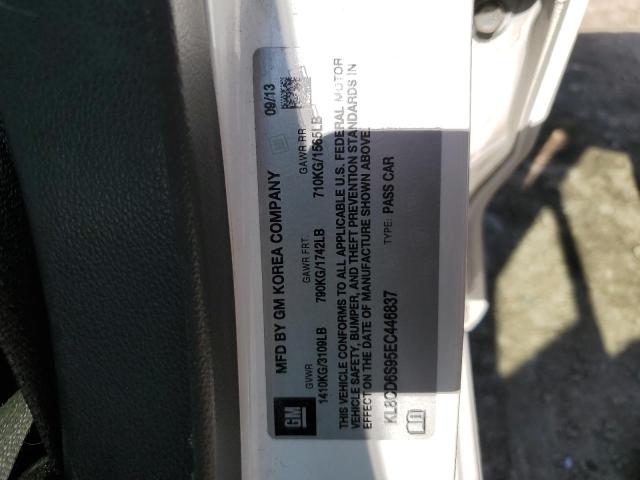 MFD BY GM KOREA COMPANY 09/13
GVWR GAWR FRT GAWR RR
1410KG/3109LB 790KG/1742LB 710KG/1565LB
THIS VEHICLE CONFORMS TO ALL APPLICABLE U.S. FEDERAL MOTOR
VEHICLE SAFETY, BUMPER, AND THEFT PREVENTION STANDARDS IN
EFFECT ON THE DATE OF MANUFACTURE SHOWN ABOVE.
KL8CD6S95EC446837 TYPE: PASS CAR
GM